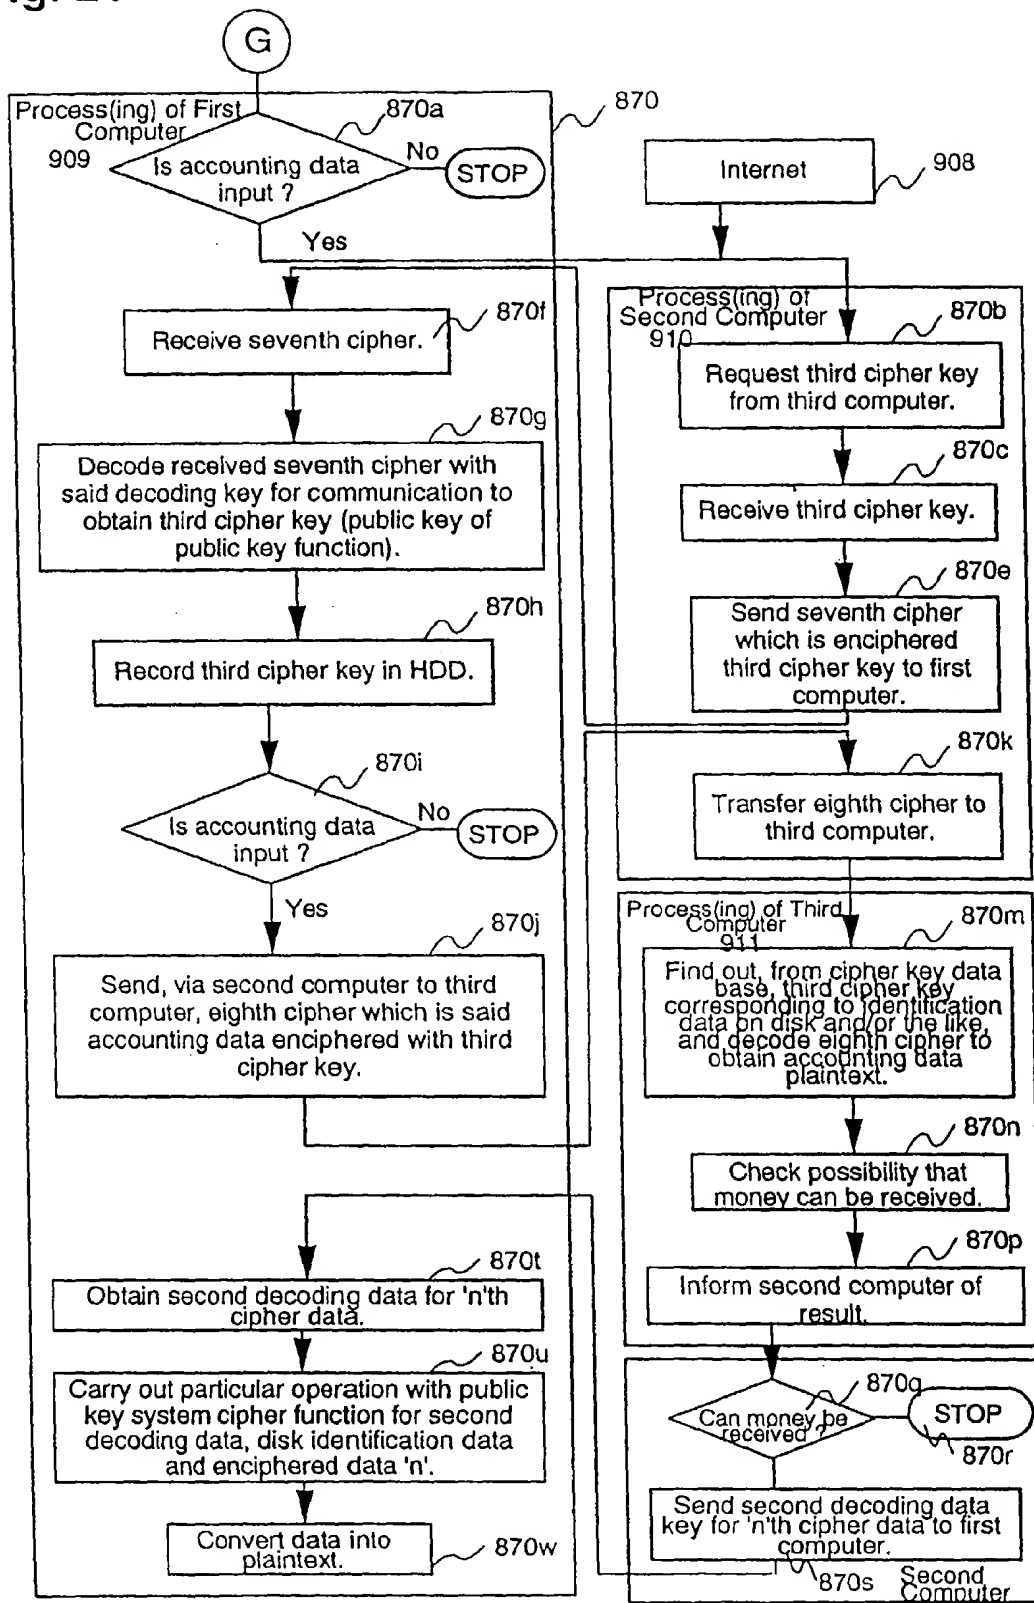 G
Process(ing) of First
Computer
909
870a
870
Is accounting data
input ?
No
STOP
Yes
Internet
908
870f
Receive seventh cipher.
870g
Decode received seventh cipher with
said decoding key for communication to
obtain third cipher key (public key of
public key function).
870h
Record third cipher key in HDD.
870i
Is accounting data
input ?
No
STOP
Yes
870j
Send, via second computer to third
computer, eighth cipher which is said
accounting data enciphered with third
cipher key.
870t
Obtain second decoding data for 'n'th
cipher data.
870u
Carry out particular operation with public
key system cipher function for second
decoding data, disk identification data
and enciphered data 'n'.
Convert data into
plaintext.
870w
Process(ing) of
Second Computer
910
870b
Request third cipher key
from third computer.
870c
Receive third cipher key.
870e
Send seventh cipher
which is enciphered
third cipher key to first
computer.
870k
Transfer eighth cipher to
third computer.
Process(ing) of Third
Computer
911
870m
Find out, from cipher key data
base, third cipher key
corresponding to identification
data on disk and/or the like,
and decode eighth cipher to
obtain accounting data
plaintext.
870n
Check possibility that
money can be received.
870p
Inform second computer of
result.
870q
Can money be
received ?
STOP
870r
Send second decoding data
key for 'n'th cipher data to first
computer.
870s
Second
Computer